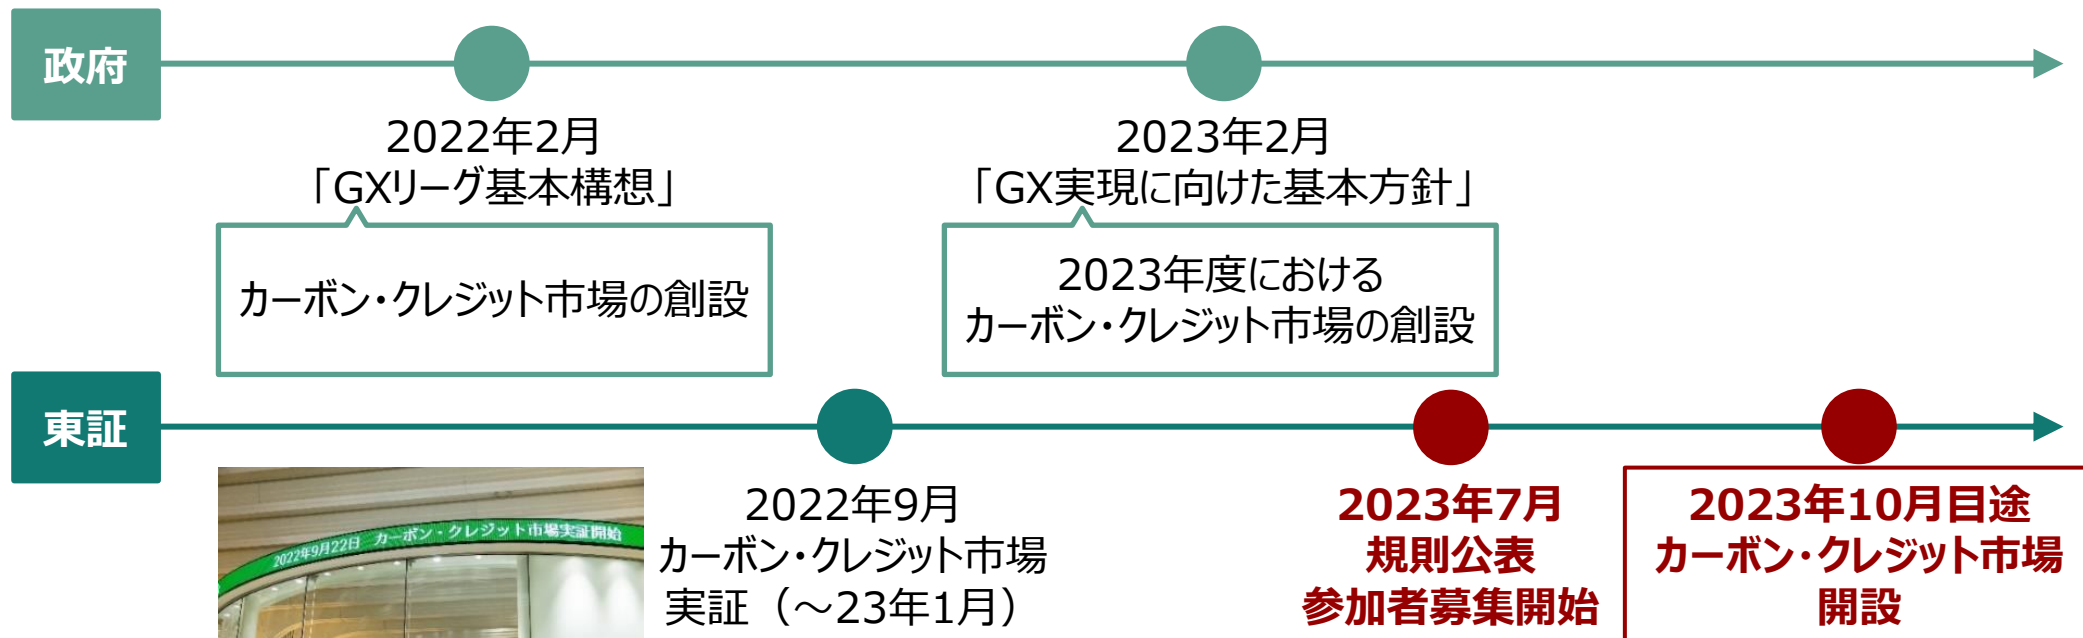 政府
2022年2月
「GXリーグ基本構想」
カーボン・クレジット市場の創設
2023年2月
「GX実現に向けた基本方針」
2023年度における
カーボン・クレジット市場の創設
東証
2022年9月22日 カーボン・クレジット市場実証開始
2022年9月
カーボン・クレジット市場
実証（～23年1月）
2023年7月
規則公表
参加者募集開始
2023年10月目途
カーボン・クレジット市場
開設